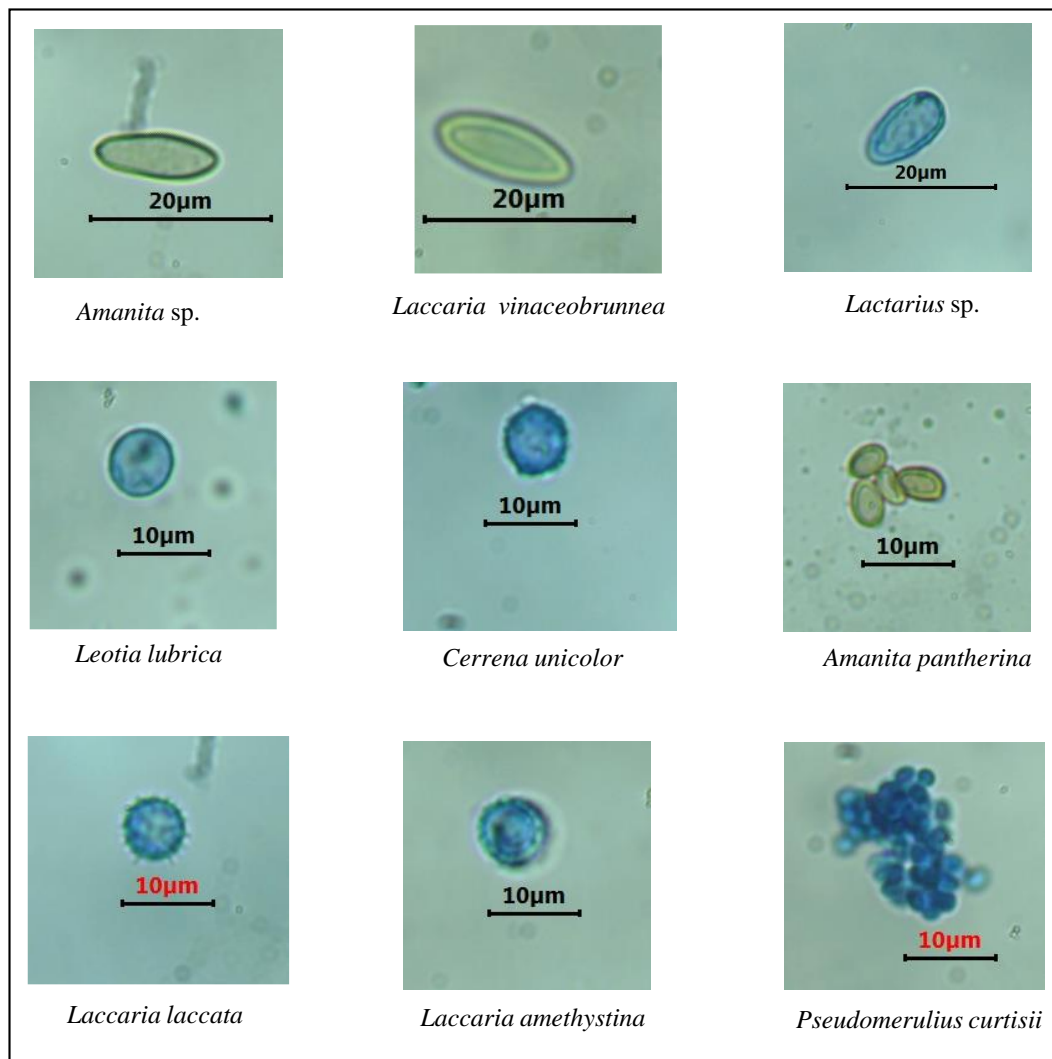 20µm
20µm
20µm
Amanita sp.
Laccaria vinaceobrunnea
Lactarius sp.
10µm
10µm
10µm
Leotia lubrica
Cerrena unicolor
Amanita pantherina
10µm
10µm
10µm
Laccaria laccata
Laccaria amethystina
Pseudomerulius curtisii